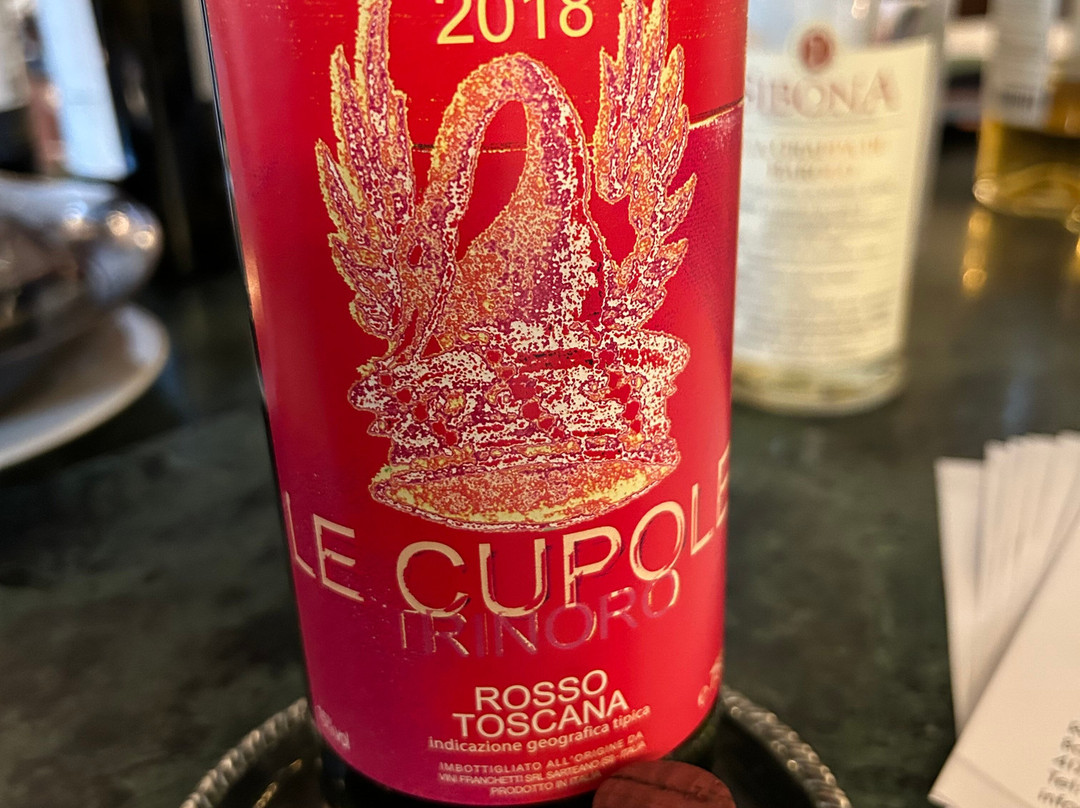 2018
LE CUPOLE
TRINORO
ROSSO
TOSCANA
indicazione geografica tipica
IMBOTTIGLIATO ALL'ORIGINE DA
VINI FRANCHETTI SRL SARTEANO (SI) - ITALIA
PRODOTTO IN ITALIA
SIBONA